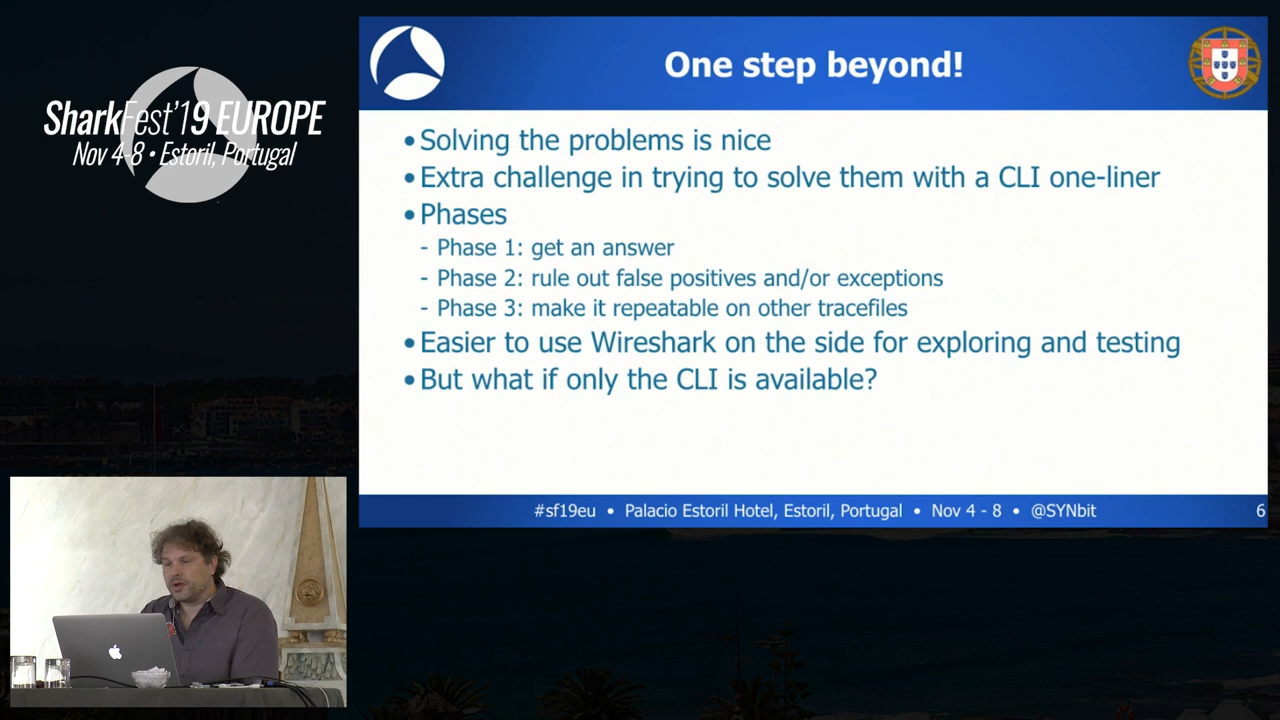 SharkFest'19 EUROPE
Nov 4-8 • Estoril, Portugal
One step beyond!
• Solving the problems is nice
• Extra challenge in trying to solve them with a CLI one-liner
• Phases
- Phase 1: get an answer
- Phase 2: rule out false positives and/or exceptions
- Phase 3: make it repeatable on other tracefiles
• Easier to use Wireshark on the side for exploring and testing
• But what if only the CLI is available?
#sf19eu • Palacio Estoril Hotel, Estoril, Portugal • Nov 4 - 8 • @SYNbit
6